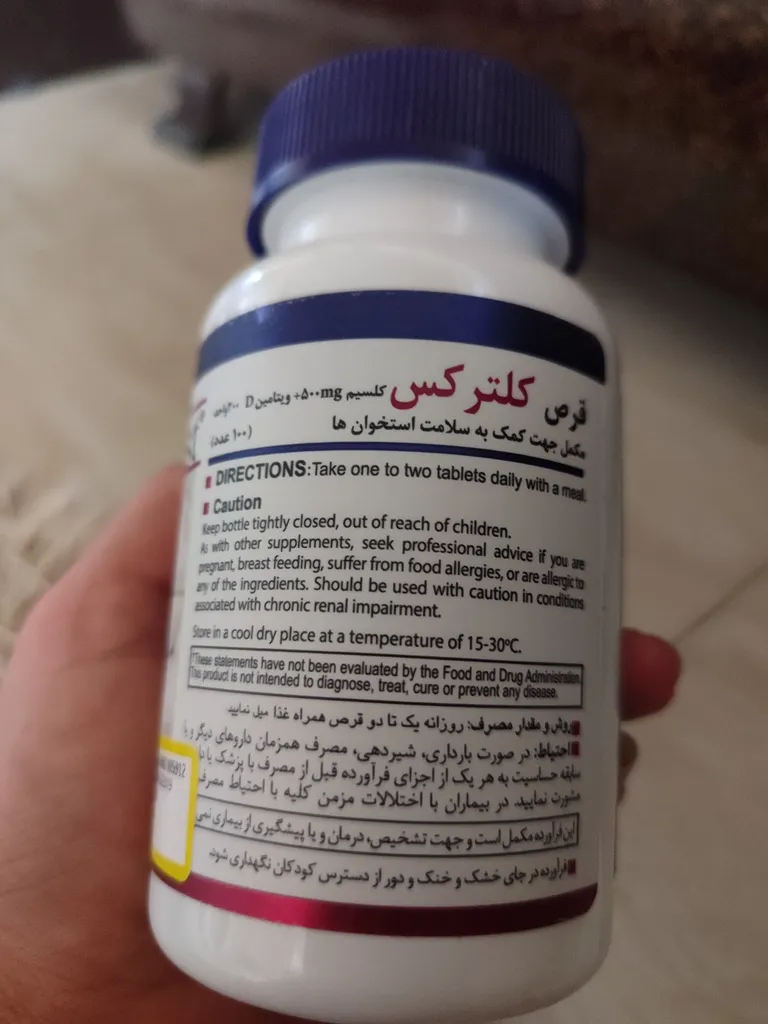 قرص کلترکس کلسیم ۵۰۰mg+ ویتامین D ۲۰۰واحد
مکمل جهت کمک به سلامت استخوان ها (۱۰۰ عدد)
DIRECTIONS: Take one to two tablets daily with a meal.
Caution
Keep bottle tightly closed, out of reach of children.
As with other supplements, seek professional advice if you are
pregnant, breast feeding, suffer from food allergies, or are allergic to
any of the ingredients. Should be used with caution in conditions
associated with chronic renal impairment.
Store in a cool dry place at a temperature of 15-30ºC.
*These statements have not been evaluated by the Food and Drug Administration.
This product is not intended to diagnose, treat, cure or prevent any disease.
روش و مقدار مصرف: روزانه یک تا دو قرص همراه غذا میل نمایید.
احتیاط: در صورت بارداری، شیردهی، مصرف همزمان داروهای دیگر و یا
سابقه حساسیت به هر یک از اجزای فرآورده قبل از مصرف با پزشک یا
مشورت نمایید. در بیماران با اختلالات مزمن کلیه با احتیاط مصرف
این فرآورده مکمل است و جهت تشخیص، درمان و یا پیشگیری از بیماری نمی
فرآورده در جای خشک و خنک و دور از دسترس کودکان نگهداری شود.